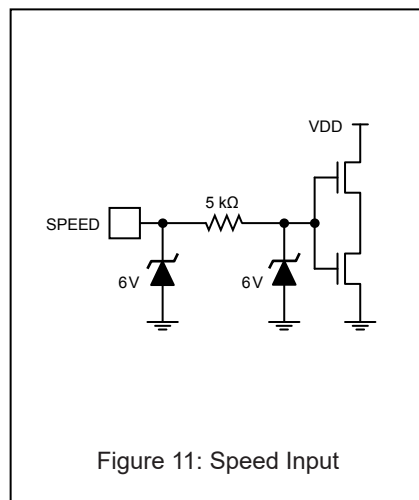 VDD
5 kΩ
SPEED
6V
6V
Figure 11: Speed Input